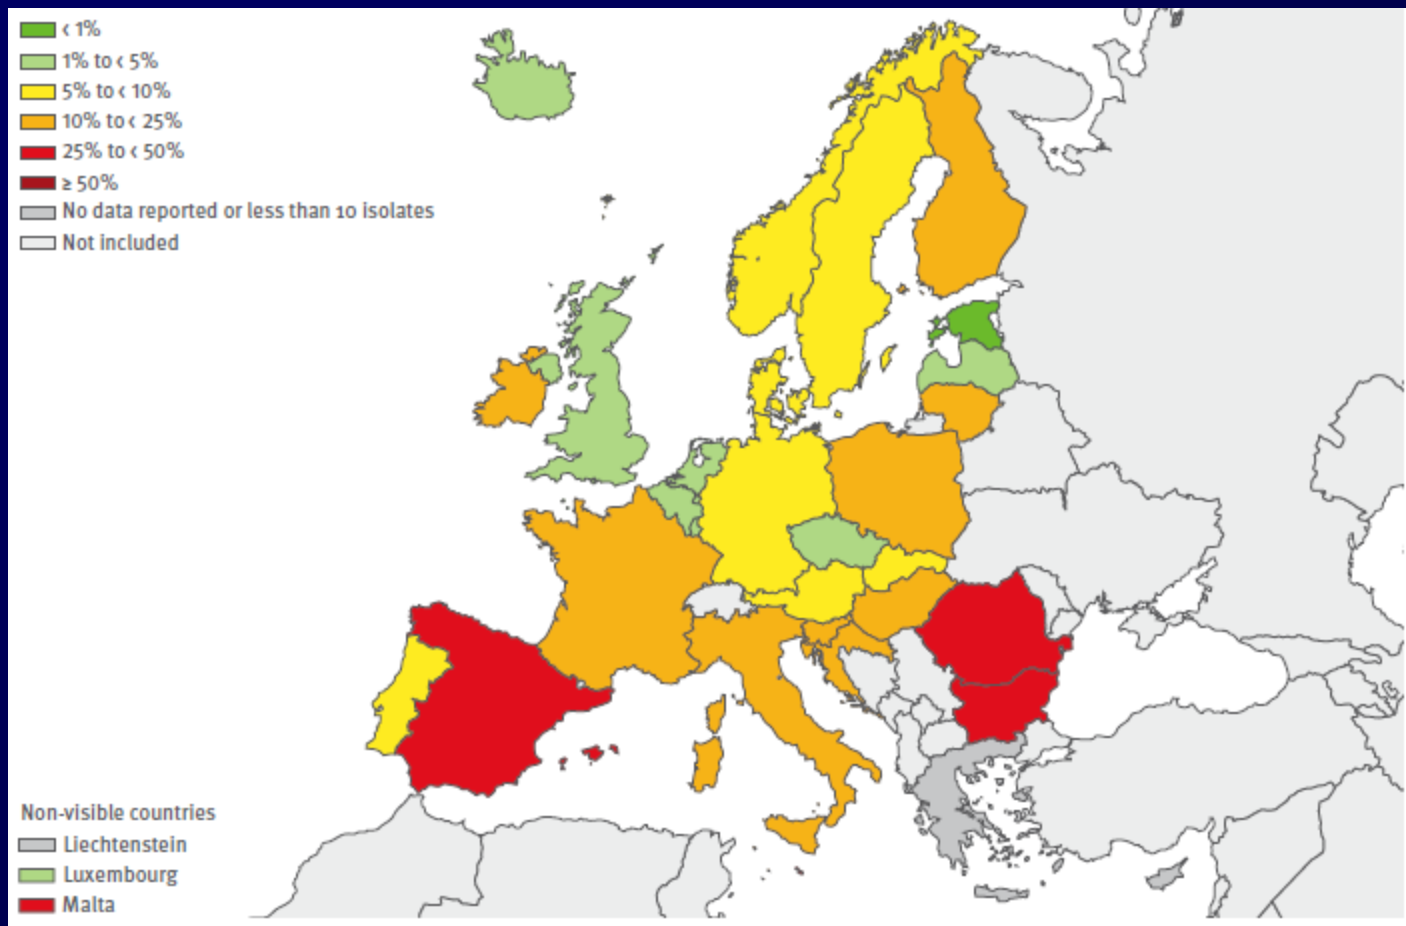 < 1%
1% to < 5%
5% to < 10%
10% to < 25%
25% to < 50%
≥ 50%
No data reported or less than 10 isolates
Not included
Non-visible countries
Liechtenstein
Luxembourg
Malta